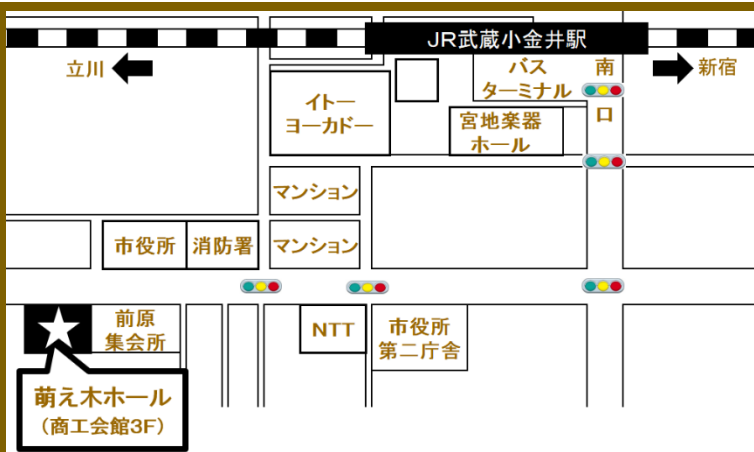 JR武蔵小金井駅
立川
新宿
バス
ターミナル
南
口
イトー
ヨーカドー
宮地楽器
ホール
マンション
市役所
消防署
マンション
前原
集会所
NTT
市役所
第二庁舎
萌え木ホール
(商工会館3F)